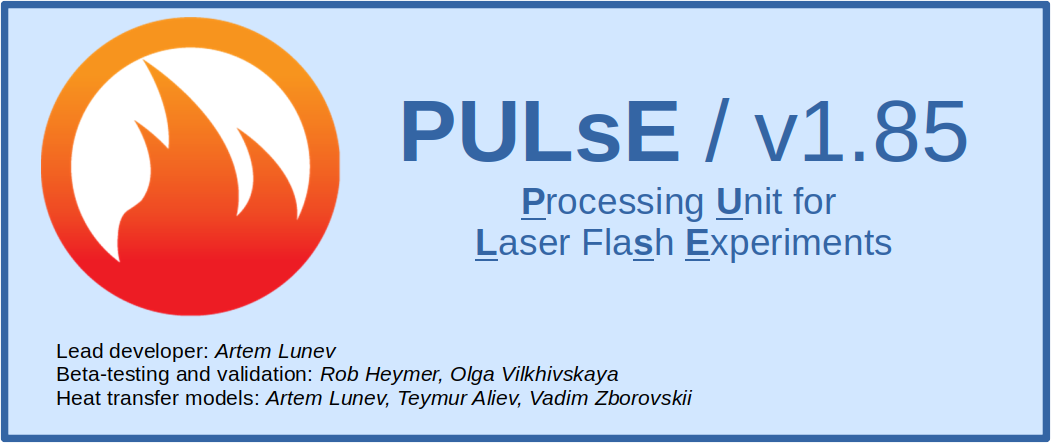 PULsE / v1.85
Processing Unit for
Laser Flash Experiments
Lead developer: Artem Lunev
Beta-testing and validation: Rob Heymer, Olga Vilkhivskaya
Heat transfer models: Artem Lunev, Teymur Aliev, Vadim Zborovskii